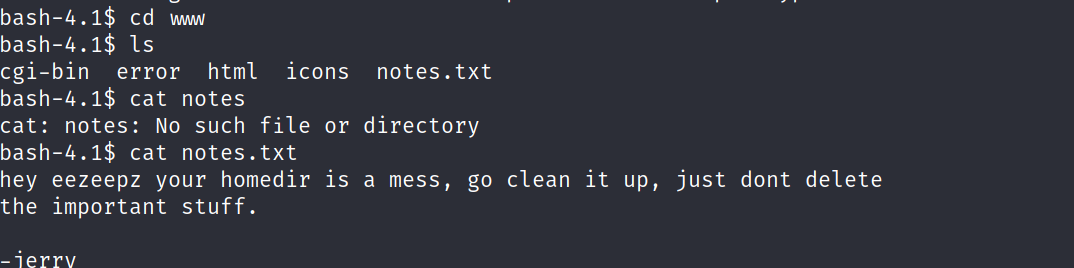 bash-4.1$ cd www
bash-4.1$ ls
cgi-bin  error  html  icons  notes.txt
bash-4.1$ cat notes
cat: notes: No such file or directory
bash-4.1$ cat notes.txt
hey eezeepz your homedir is a mess, go clean it up, just dont delete
the important stuff.
-jerry